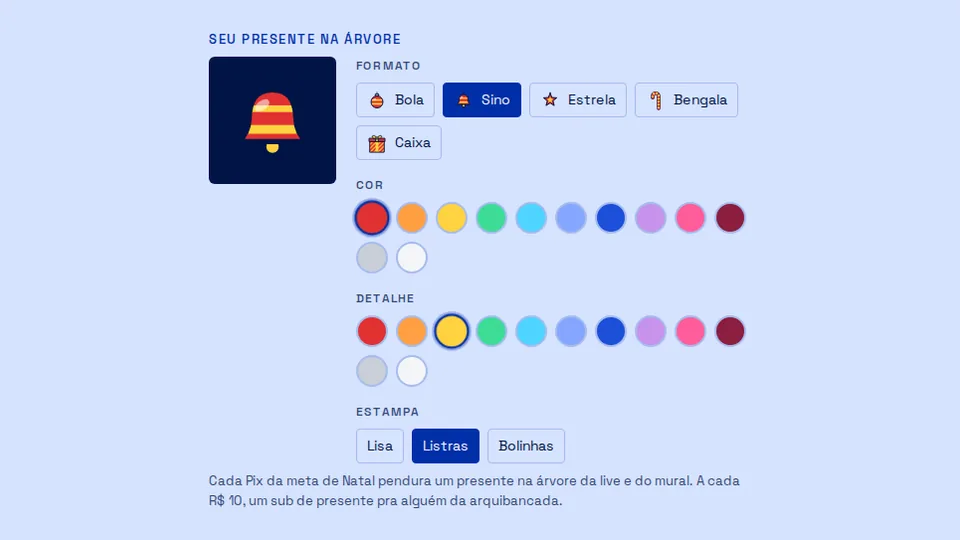 SEU PRESENTE NA ÁRVORE
FORMATO
Bola
Sino
Estrela
Bengala
Caixa
COR
DETALHE
ESTAMPA
Lisa
Listras
Bolinhas
Cada Pix da meta de Natal pendura um presente na árvore da live e do mural. A cada
R$ 10, um sub de presente pra alguém da arquibancada.